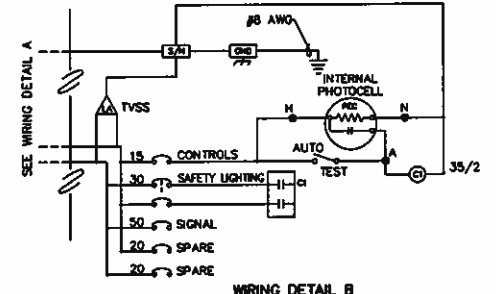 #8 AWG
S/N
GND
INTERNAL
PHOTOCELL
PEC
H
N
SEE WIRING DETAIL A
LA
TVSS
AUTO
TEST
A
C1
35/2
15 CONTROLS
30 SAFETY LIGHTING
C1
50 SIGNAL
20 SPARE
20 SPARE
WIRING DETAIL B